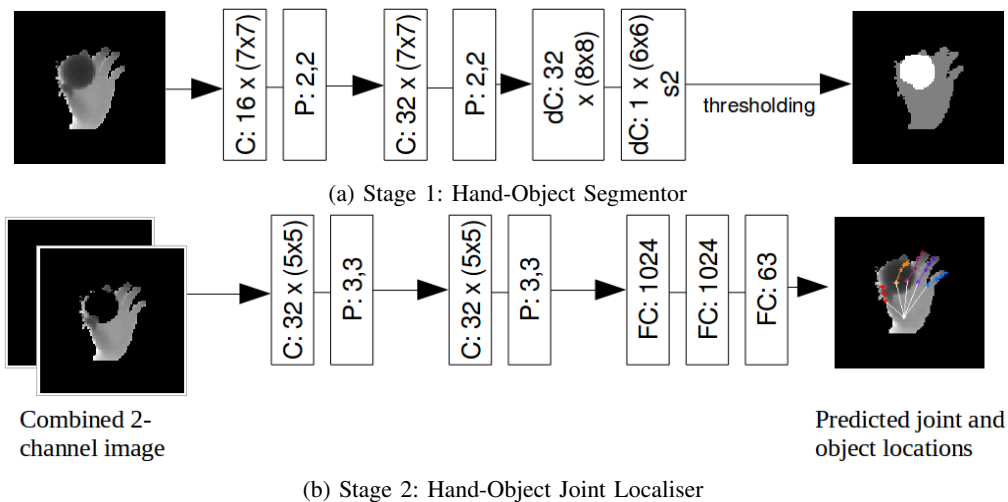 C: 16 x (7x7)
P: 2,2
C: 32 x (7x7)
P: 2,2
dC: 32
x (8x8)
dC: 1 x (6x6)
s2
thresholding
(a) Stage 1: Hand-Object Segmentor
C: 32 x (5x5)
P: 3,3
C: 32 x (5x5)
P: 3,3
FC: 1024
FC: 1024
FC: 63
Combined 2-
channel image
Predicted joint and
object locations
(b) Stage 2: Hand-Object Joint Localiser